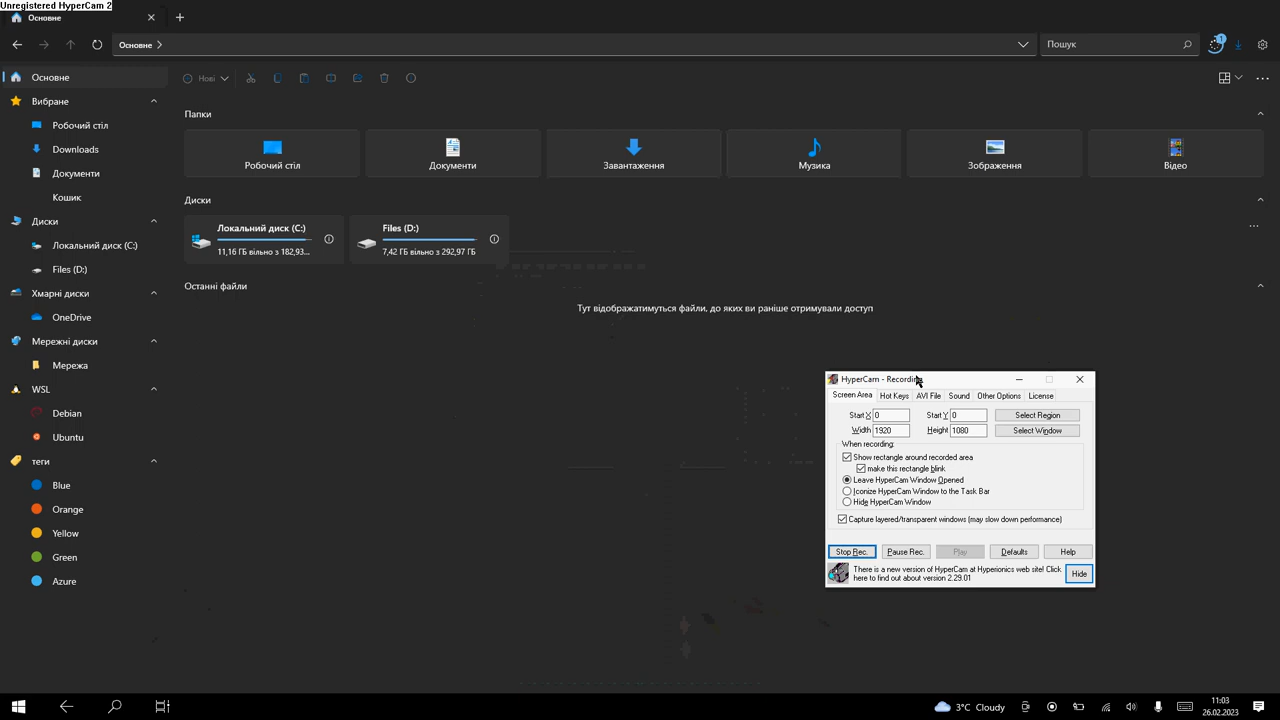 Unregistered HyperCam 2
Основне
Основне
Пошук
1
Основне
Вибране
Робочий стіл
Downloads
Документи
Кошик
Диски
Локальний диск (C:)
Files (D:)
Хмарні диски
OneDrive
Мережні диски
Мережа
WSL
Debian
Ubuntu
теги
Blue
Orange
Yellow
Green
Azure
Нові
Папки
Робочий стіл
Документи
Завантаження
Музика
Зображення
Відео
Диски
Локальний диск (C:)
11,16 ГБ вільно з 182,93...
Files (D:)
7,42 ГБ вільно з 292,97 ГБ
Останні файли
Тут відображатимуться файли, до яких ви раніше отримували доступ
HyperCam - Recording
Screen Area Hot Keys AVI File Sound Other Options License
Start X 0 Start Y 0 Select Region
Width 1920 Height 1080 Select Window
When recording:
Show rectangle around recorded area
make this rectangle blink
Leave HyperCam Window Opened
Iconize HyperCam Window to the Task Bar
Hide HyperCam Window
Capture layered/transparent windows (may slow down performance)
Stop Rec. Pause Rec. Play Defaults Help
There is a new version of HyperCam at Hyperionics web site! Click
here to find out about version 2.29.01
Hide
3°C Cloudy
11:03
26.02.2023